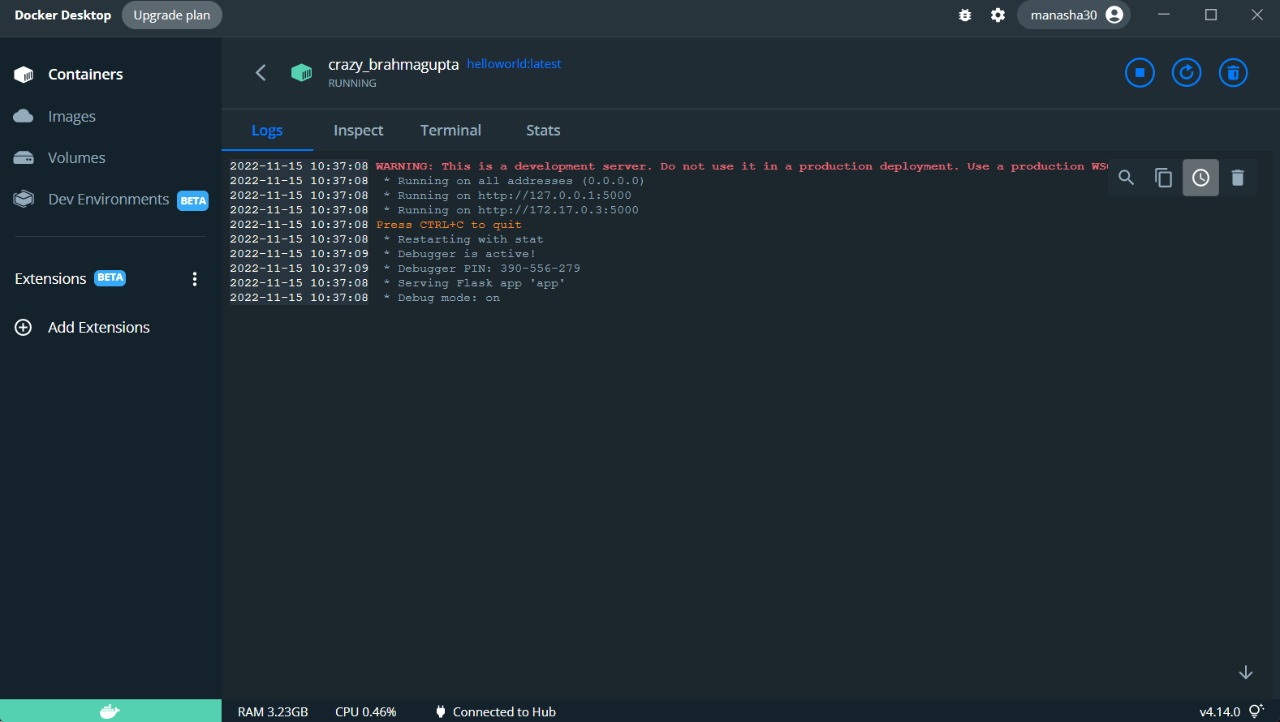 Docker Desktop Upgrade plan manasha30
Containers
Images
Volumes
Dev Environments BETA
Extensions BETA
Add Extensions
crazy_brahmagupta helloworld:latest
RUNNING
Logs Inspect Terminal Stats
2022-11-15 10:37:08 WARNING: This is a development server. Do not use it in a production deployment. Use a production
2022-11-15 10:37:08 * Running on all addresses (0.0.0.0)
2022-11-15 10:37:08 * Running on http://127.0.0.1:5000
2022-11-15 10:37:08 * Running on http://172.17.0.3:5000
2022-11-15 10:37:08 Press CTRL+C to quit
2022-11-15 10:37:08 * Restarting with stat
2022-11-15 10:37:09 * Debugger is active!
2022-11-15 10:37:09 * Debugger PIN: 390-556-279
2022-11-15 10:37:08 * Serving Flask app 'app'
2022-11-15 10:37:08 * Debug mode: on
RAM 3.23GB CPU 0.46% Connected to Hub v4.14.0